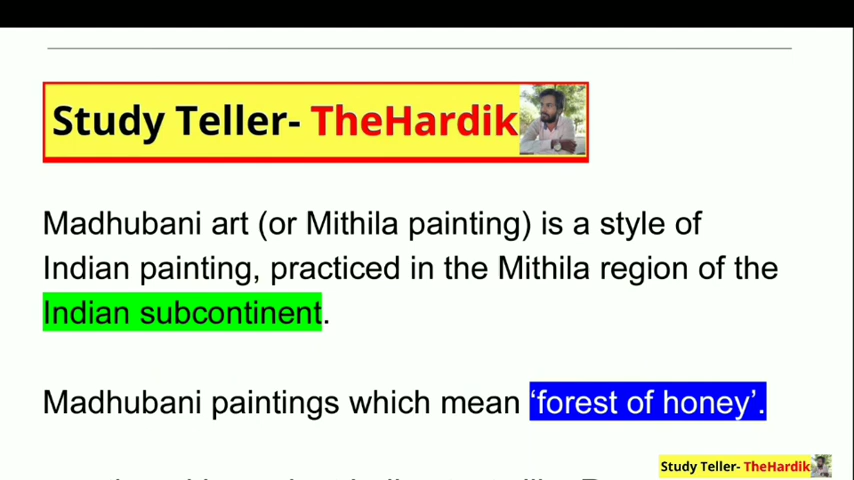 Study Teller- TheHardik
Madhubani art (or Mithila painting) is a style of
Indian painting, practiced in the Mithila region of the
Indian subcontinent.
Madhubani paintings which mean ‘forest of honey’.
Study Teller- TheHardik